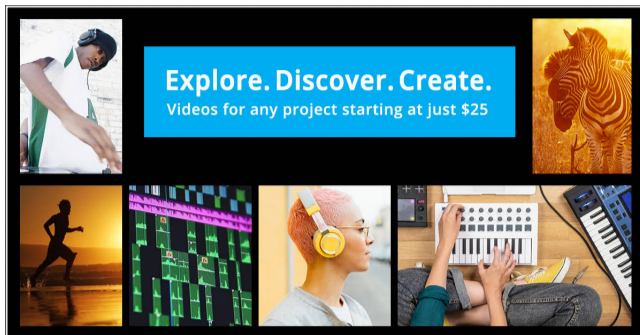 Explore. Discover. Create.
Videos for any project starting at just $25